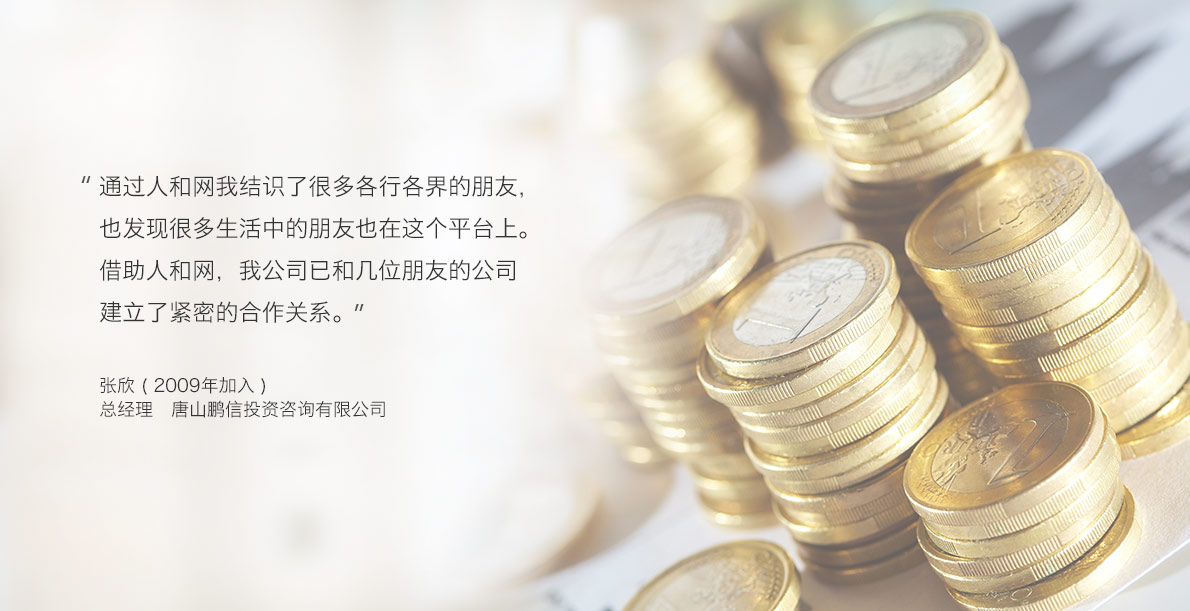 “通过人和网我结识了很多各行各界的朋友，
也发现很多生活中的朋友也在这个平台上。
借助人和网，我公司已和几位朋友的公司
建立了紧密的合作关系。”
张欣（2009年加入）
总经理　唐山鹏信投资咨询有限公司